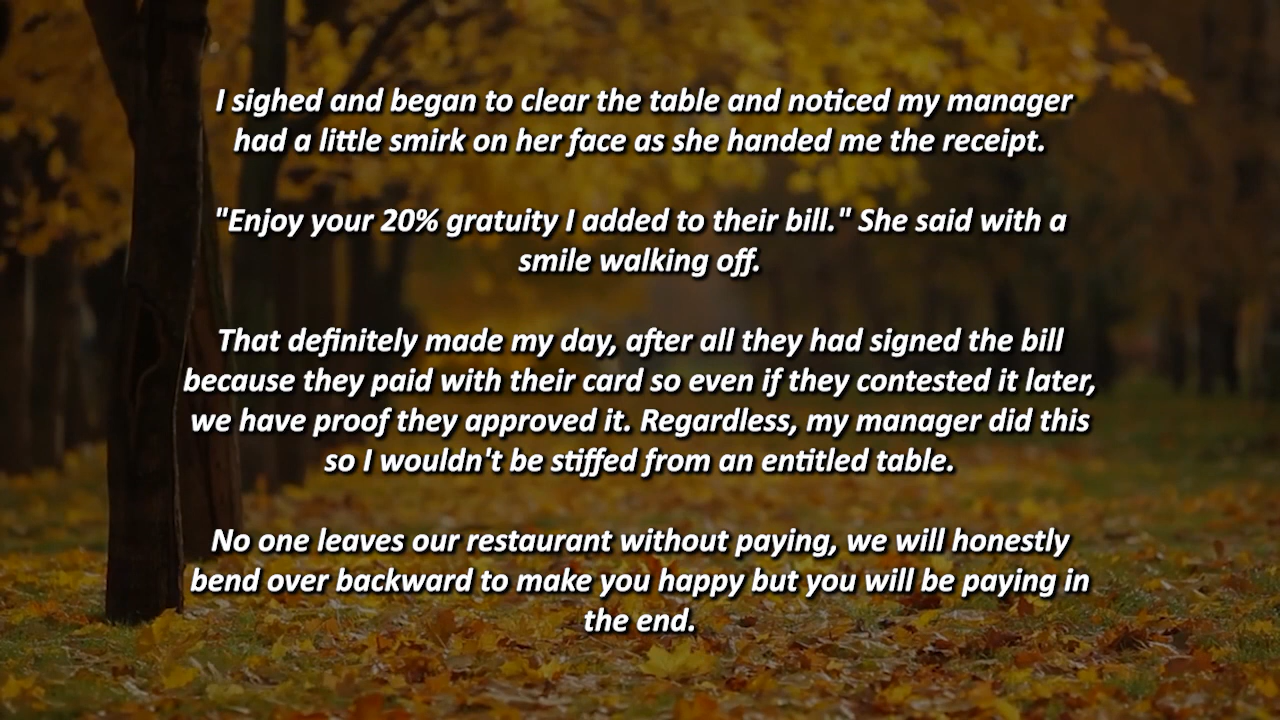 I sighed and began to clear the table and noticed my manager
had a little smirk on her face as she handed me the receipt.
"Enjoy your 20% gratuity I added to their bill." She said with a
smile walking off.
That definitely made my day, after all they had signed the bill
because they paid with their card so even if they contested it later,
we have proof they approved it. Regardless, my manager did this
so I wouldn't be stiffed from an entitled table.
No one leaves our restaurant without paying, we will honestly
bend over backward to make you happy but you will be paying in
the end.